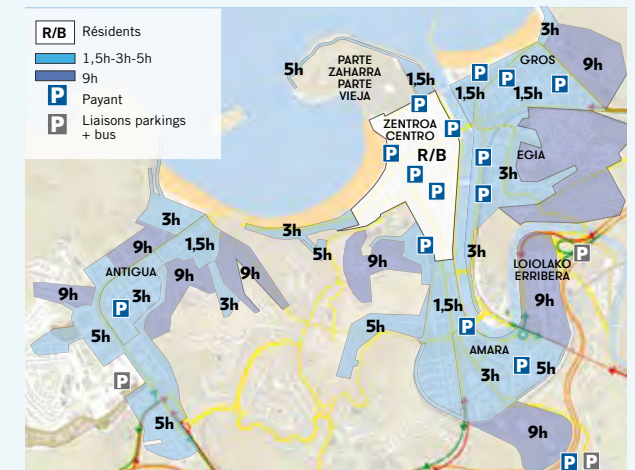 R/B Résidents
1,5h-3h-5h
9h
P Payant
P Liaisons parkings
+ bus
3h
5h
PARTE
ZAHARRA
PARTE
VIEJA
1,5h
GROS
9h
P
P
P
1,5h
1,5h
P
ZENTROA
CENTRO
P
P
R/B
P
EGIA
3h
P
P
P
3h
3h
1,5h
P
5h
3h
9h
LOIOLAKO
ERRIBERA
P
ANTIGUA
9h
9h
9h
9h
3h
3h
P
1,5h
9h
5h
5h
P
AMARA
P
5h
3h
P
5h
9h
P
P